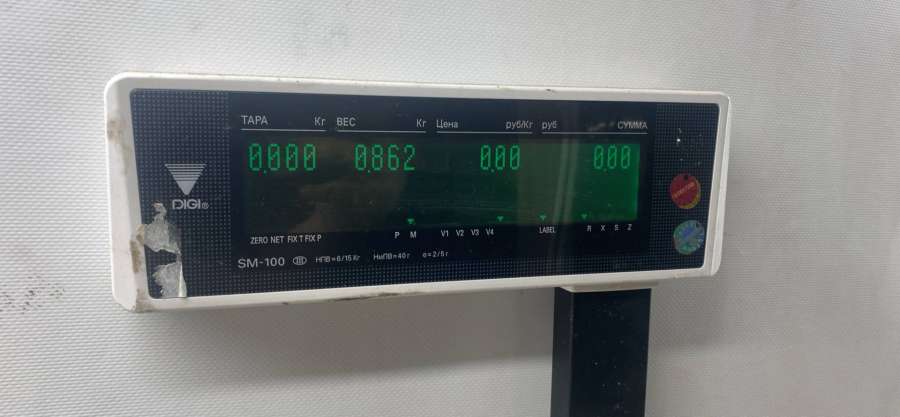 ТАРА Кг ВЕС Кг Цена руб/Кг руб СУММА
0.000 0.862 0.00 0.00
DIGI®
ZERO NET FIX T FIX P P M V1 V2 V3 V4 LABEL R X S Z
SM-100 III НПВ=6/15 Кг НмПВ=40 г e=2/5 г